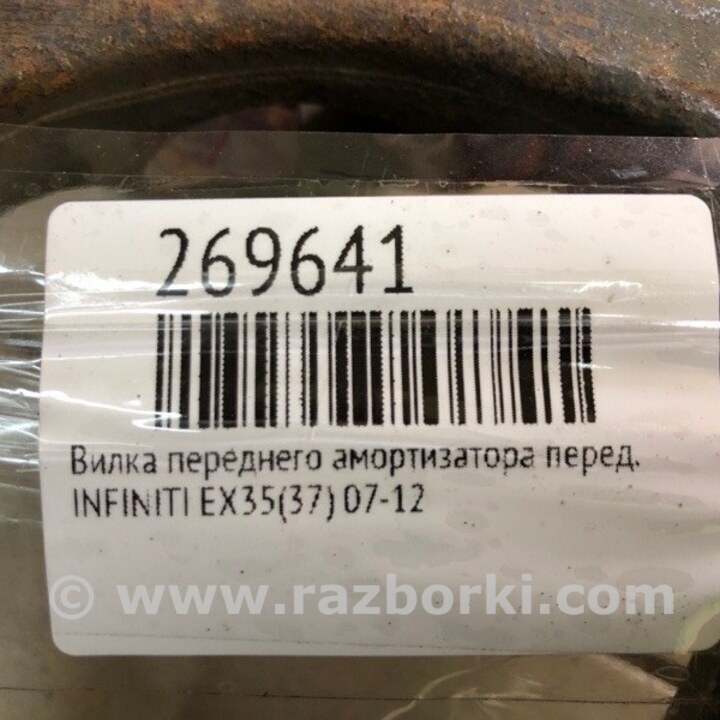 269641
Вилка переднего амортизатора перед.
INFINITI EX35(37) 07-12
© www.razborki.com